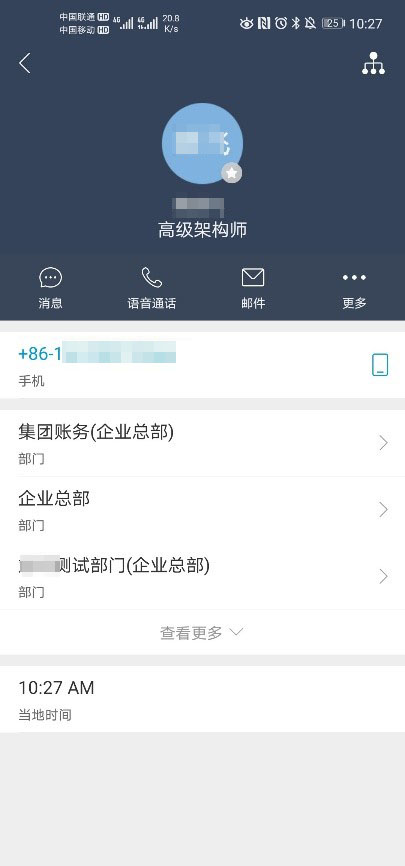 中国联通 HD 4G 4G 20.8
中国移动 HD K/s
25 10:27
高级架构师
消息 语音通话 邮件 更多
+86-1
手机
集团账务(企业总部)
部门
企业总部
部门
测试部门(企业总部)
部门
查看更多
10:27 AM
当地时间